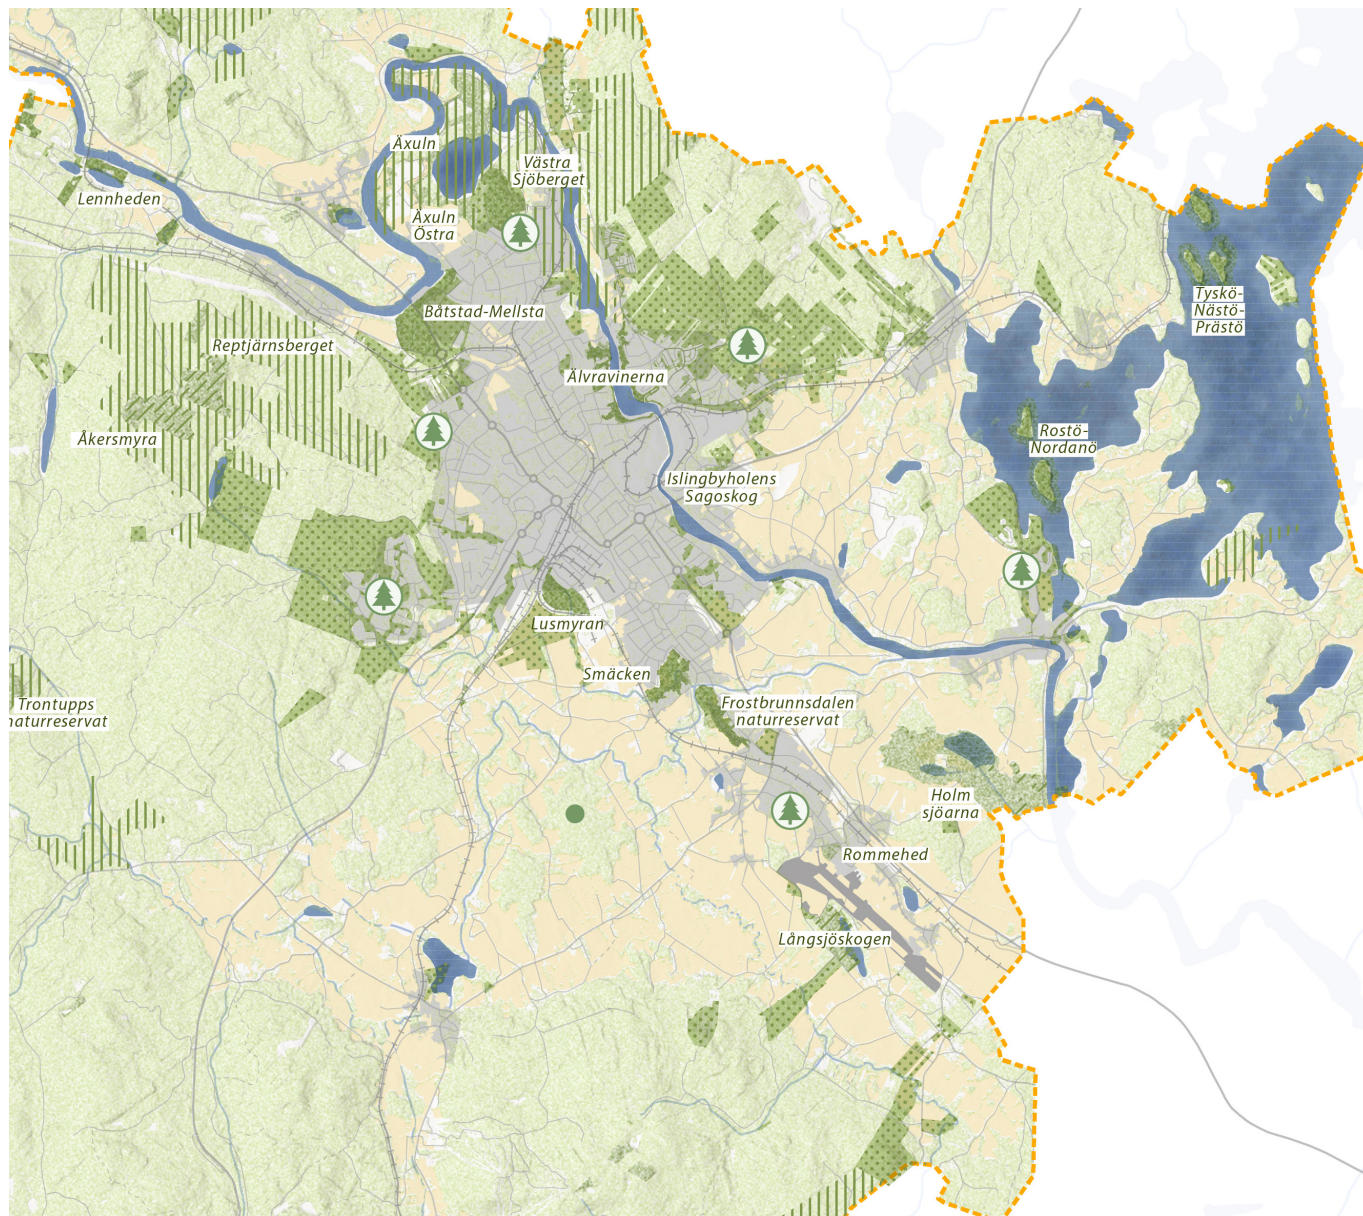 Äxuln
Västra
Sjöberget
Lennheden
Äxuln
Östra
Båtstad-Mellsta
Tyskö-
Nästö-
Prästö
Reptjärnsberget
Älvravinerna
Åkersmyra
Rostö-
Nordanö
Islingbyholens
Sagoskog
Lusmyran
Smäcken
Trontupps
naturreservat
Frostbrunnsdalen
naturreservat
Holm
sjöarna
Rommehed
Långsjöskogen